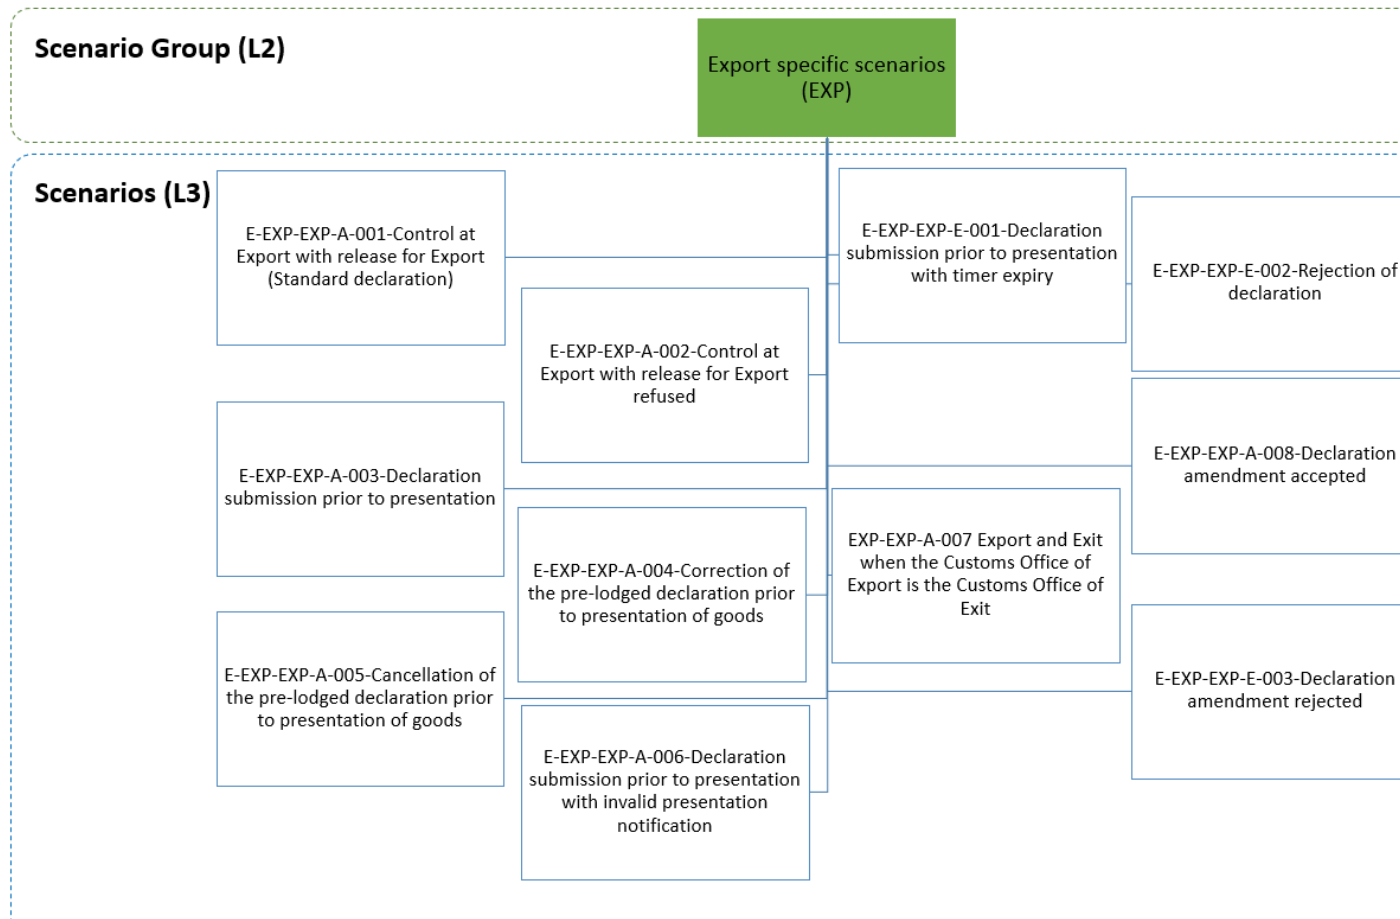 Scenario Group (L2)
Export specific scenarios
(EXP)
Scenarios (L3)
E-EXP-EXP-A-001-Control at
Export with release for Export
(Standard declaration)
E-EXP-EXP-E-001-Declaration
submission prior to presentation
with timer expiry
E-EXP-EXP-E-002-Rejection of
declaration
E-EXP-EXP-A-002-Control at
Export with release for Export
refused
E-EXP-EXP-A-003-Declaration
submission prior to presentation
E-EXP-EXP-A-008-Declaration
amendment accepted
E-EXP-EXP-A-004-Correction of
the pre-lodged declaration prior
to presentation of goods
EXP-EXP-A-007 Export and Exit
when the Customs Office of
Export is the Customs Office of
Exit
E-EXP-EXP-A-005-Cancellation of
the pre-lodged declaration prior
to presentation of goods
E-EXP-EXP-E-003-Declaration
amendment rejected
E-EXP-EXP-A-006-Declaration
submission prior to presentation
with invalid presentation
notification